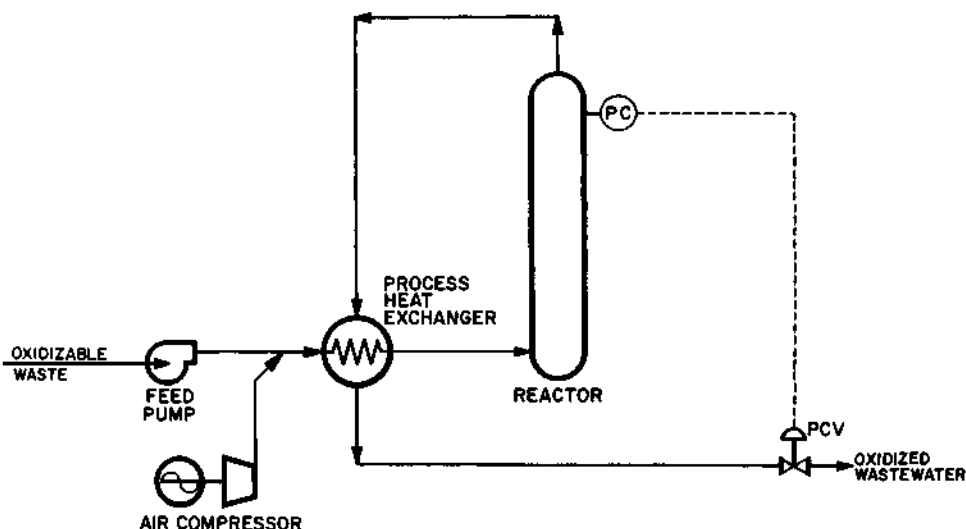 PC
PROCESS
HEAT
EXCHANGER
OXIDIZABLE
WASTE
FEED
PUMP
REACTOR
PCV
OXIDIZED
WASTEWATER
AIR COMPRESSOR